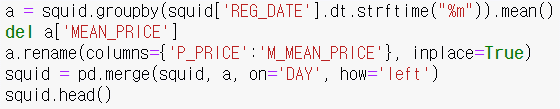 a = squid.groupby(squid['REG_DATE'].dt.strftime("%m")).mean()
del a['MEAN_PRICE']
a.rename(columns={'P_PRICE':'M_MEAN_PRICE'}, inplace=True)
squid = pd.merge(squid, a, on='DAY', how='left')
squid.head()